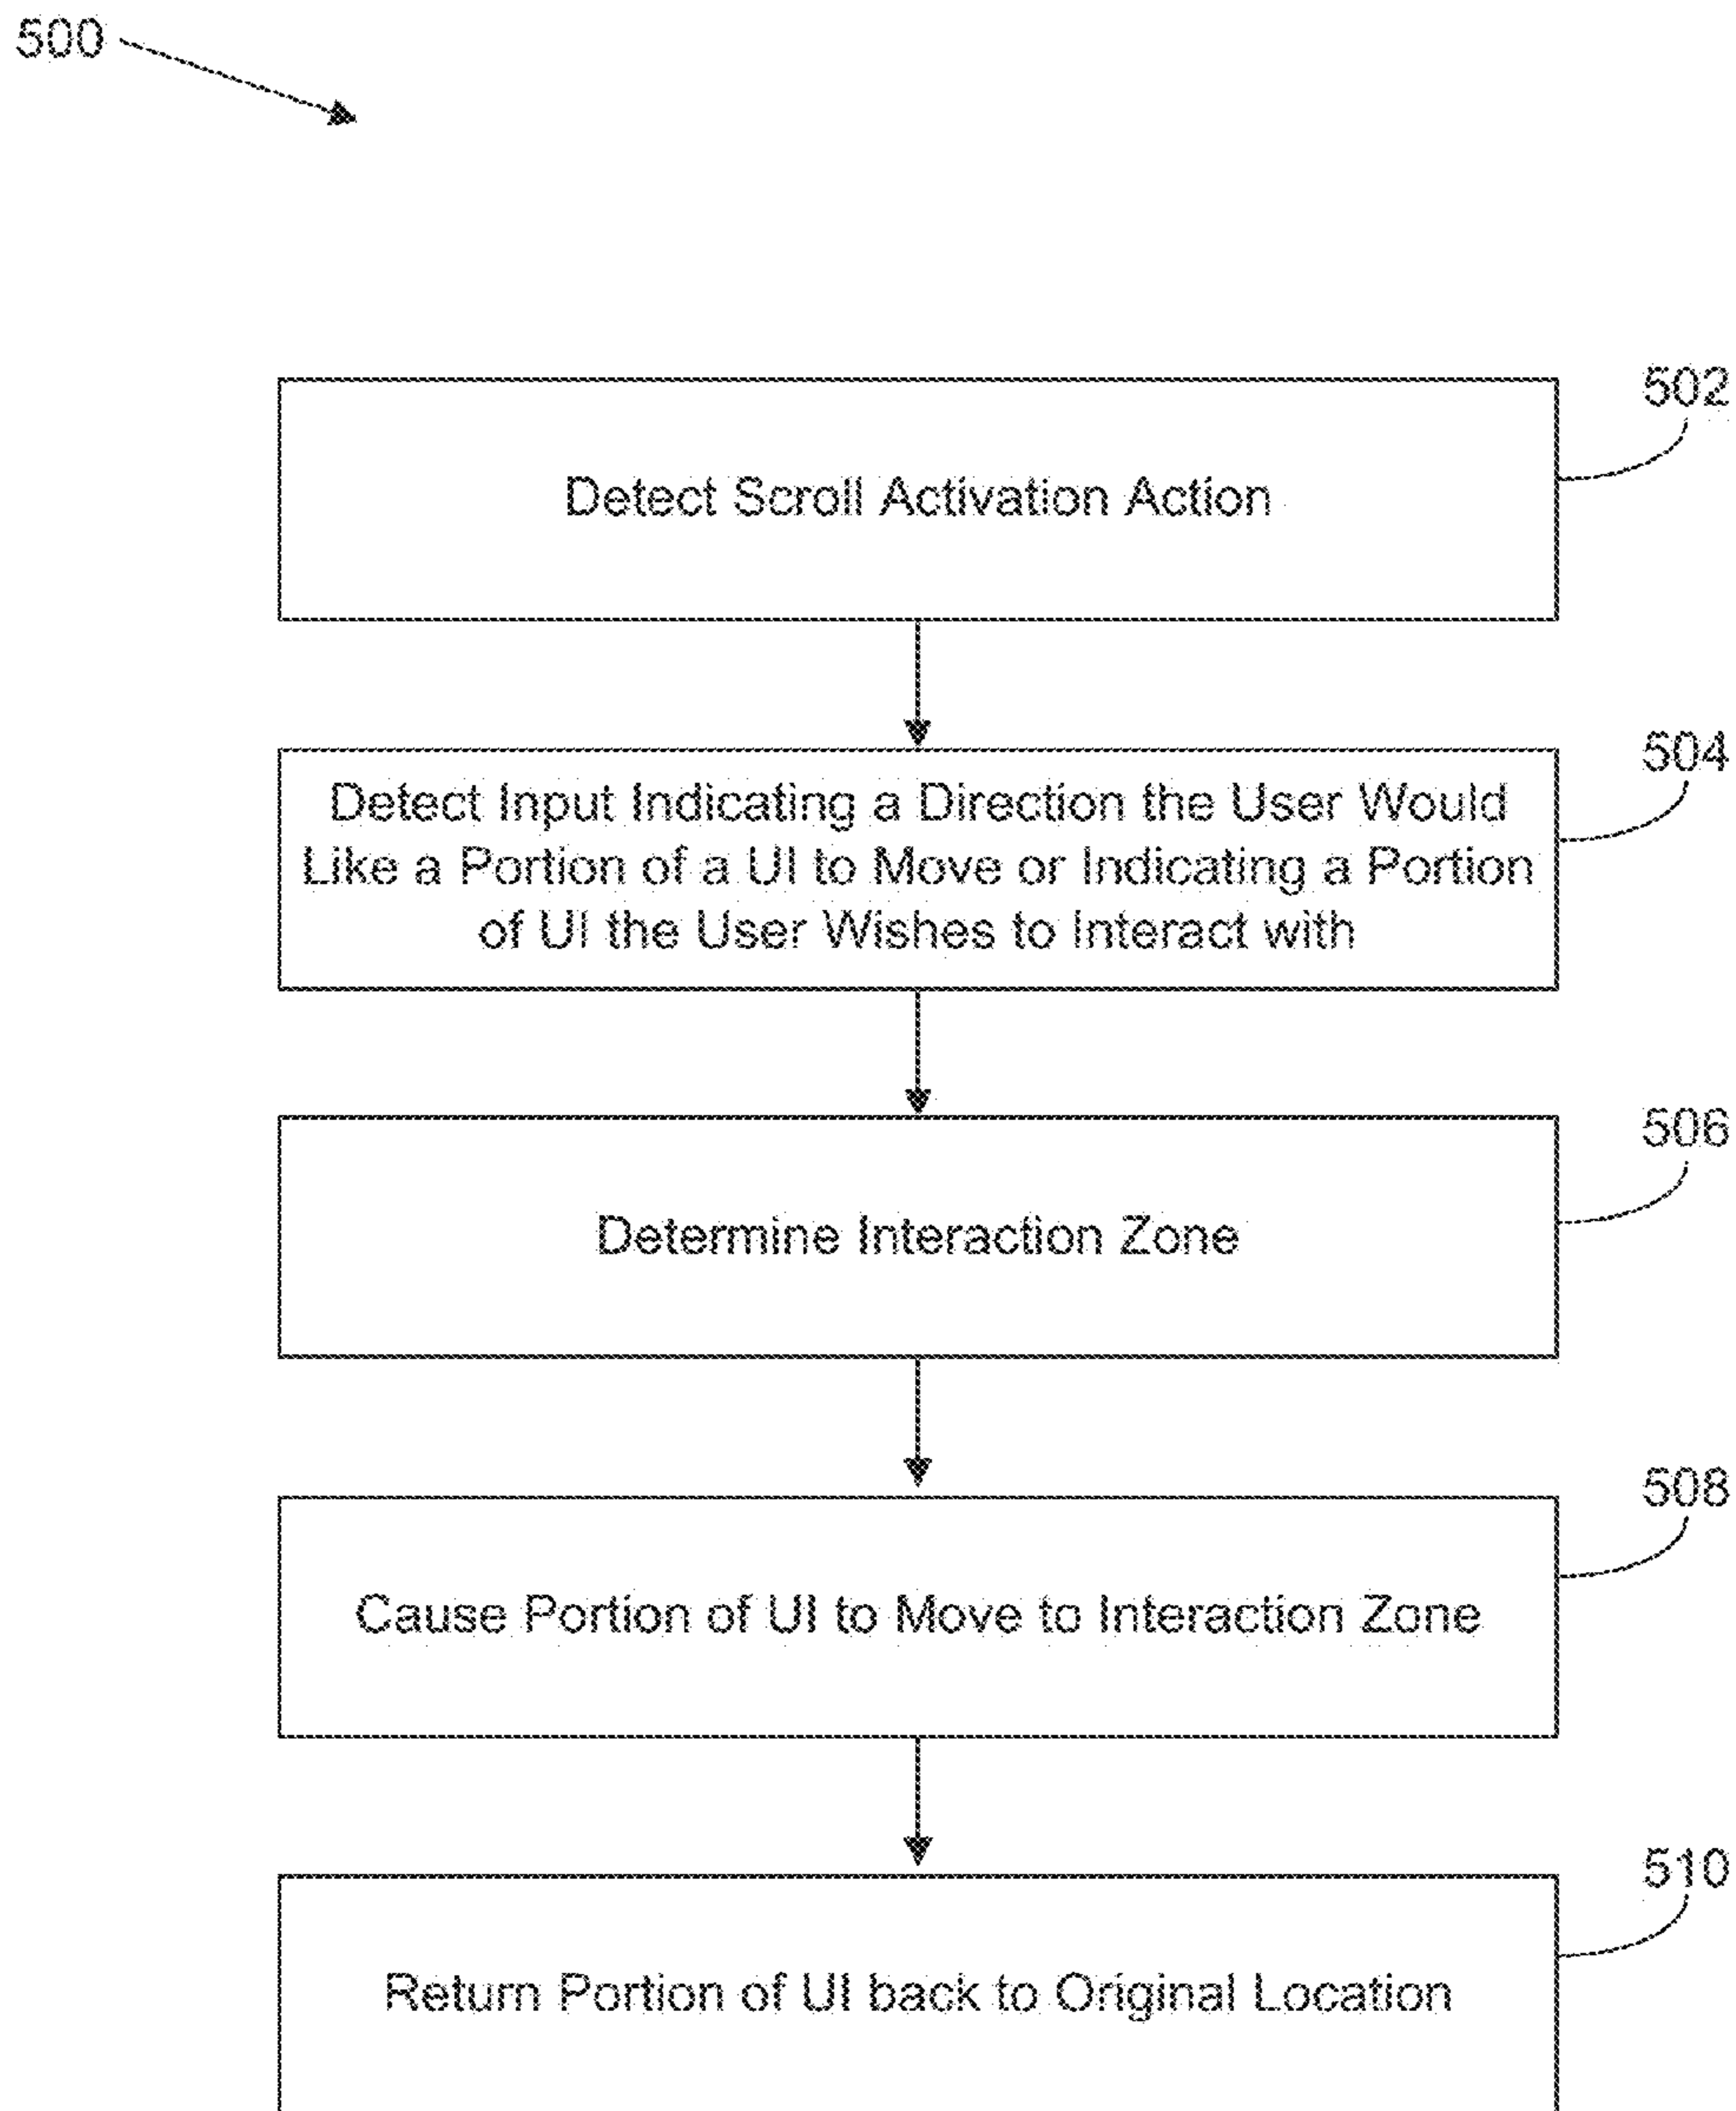 500
502
Detect Scroll Activation Action
504
Detect Input Indicating a Direction the User Would
Like a Portion of a UI to Move or Indicating a Portion
of UI the User Wishes to Interact with
506
Determine Interaction Zone
508
Cause Portion of UI to Move to Interaction Zone
510
Return Portion of UI back to Original Location